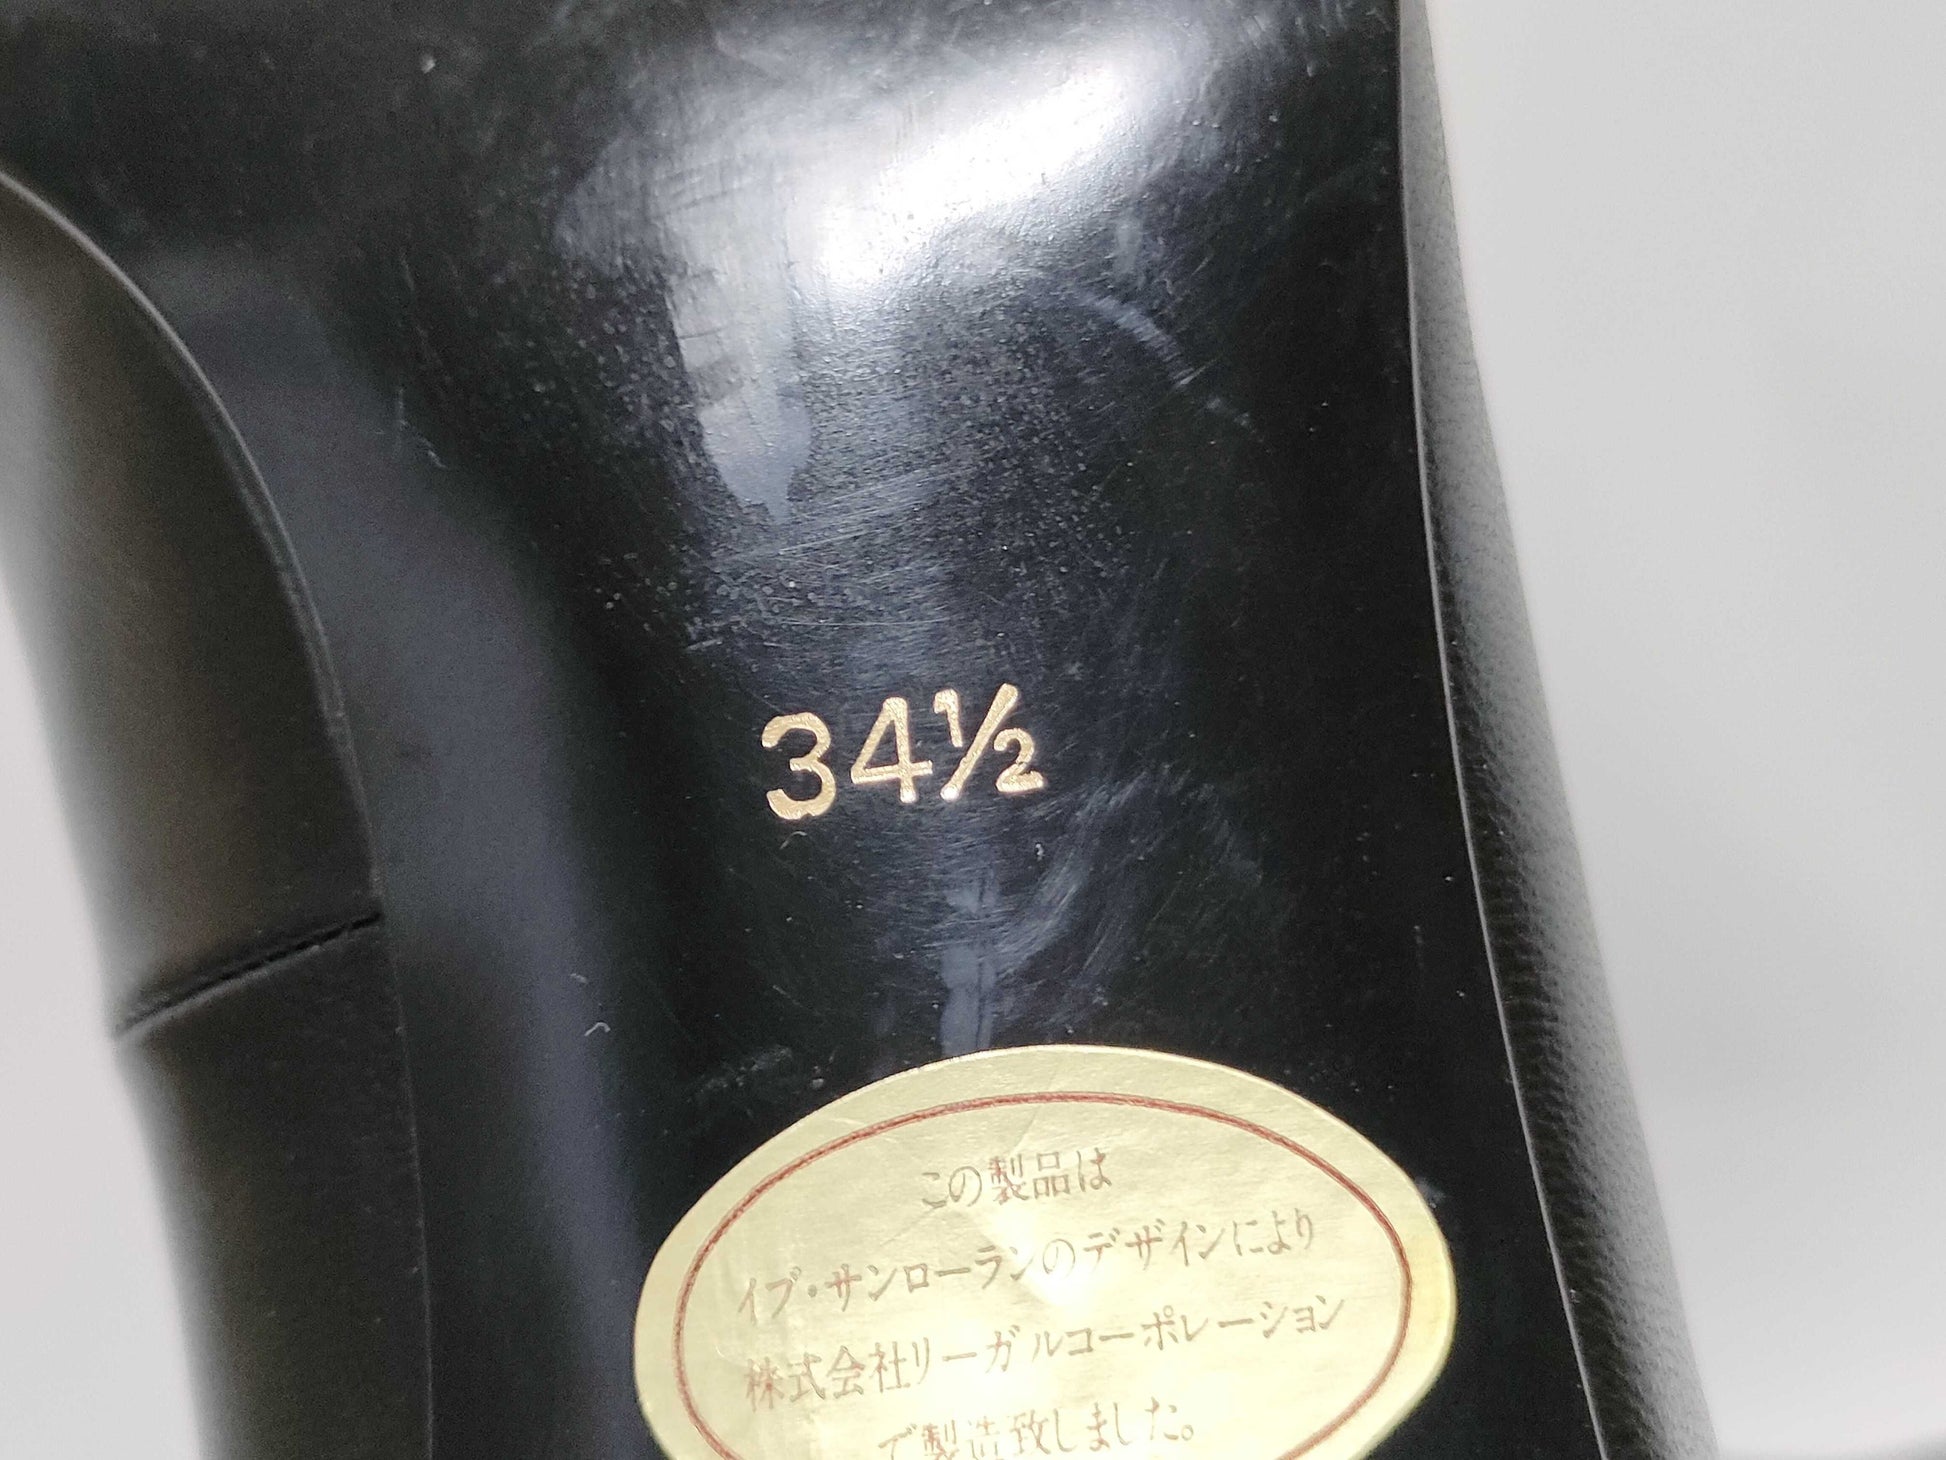 34½
この製品は
イブ・サンローランのデザインにより
株式会社リーガルコーポレーション
で製造致しました。